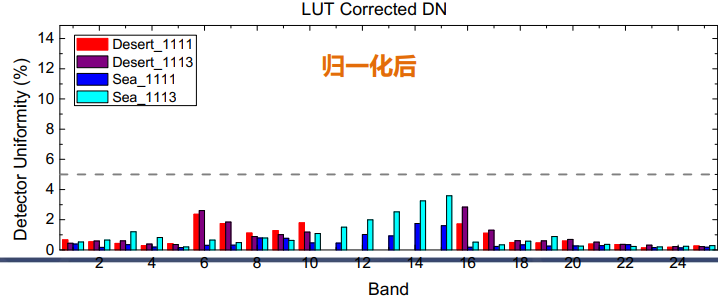 LUT Corrected DN
14
12
10
8
6
4
2
0
Detector Uniformity (%)
Desert_1111
Desert_1113
Sea_1111
Sea_1113
归一化后
2 4 6 8 10 12 14 16 18 20 22 24
Band